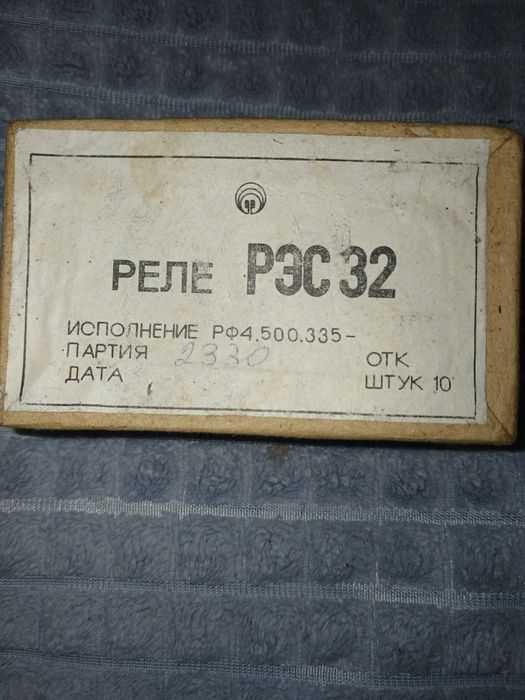 РЕЛЕ РЭС 32
ИСПОЛНЕНИЕ РФ4.500.335-
ПАРТИЯ 2330 ОТК
ДАТА ШТУК 10